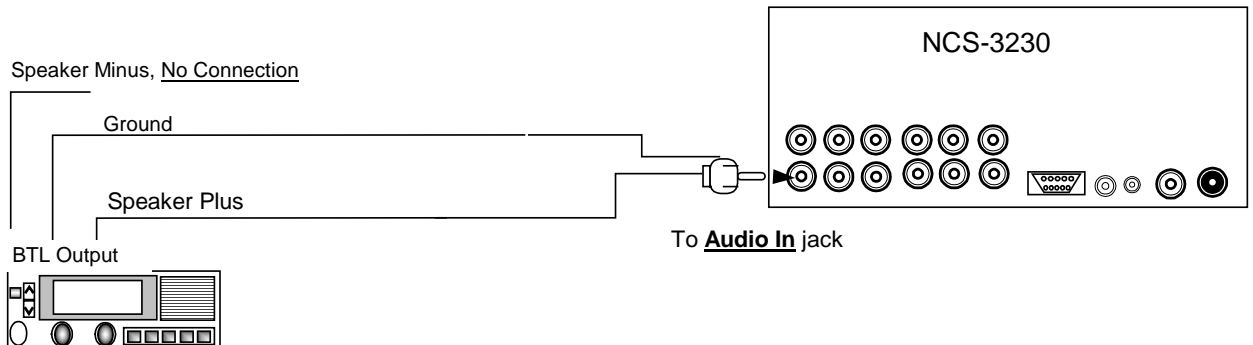 NCS-3230
Speaker Minus, No Connection
Ground
Speaker Plus
To Audio In jack
BTL Output